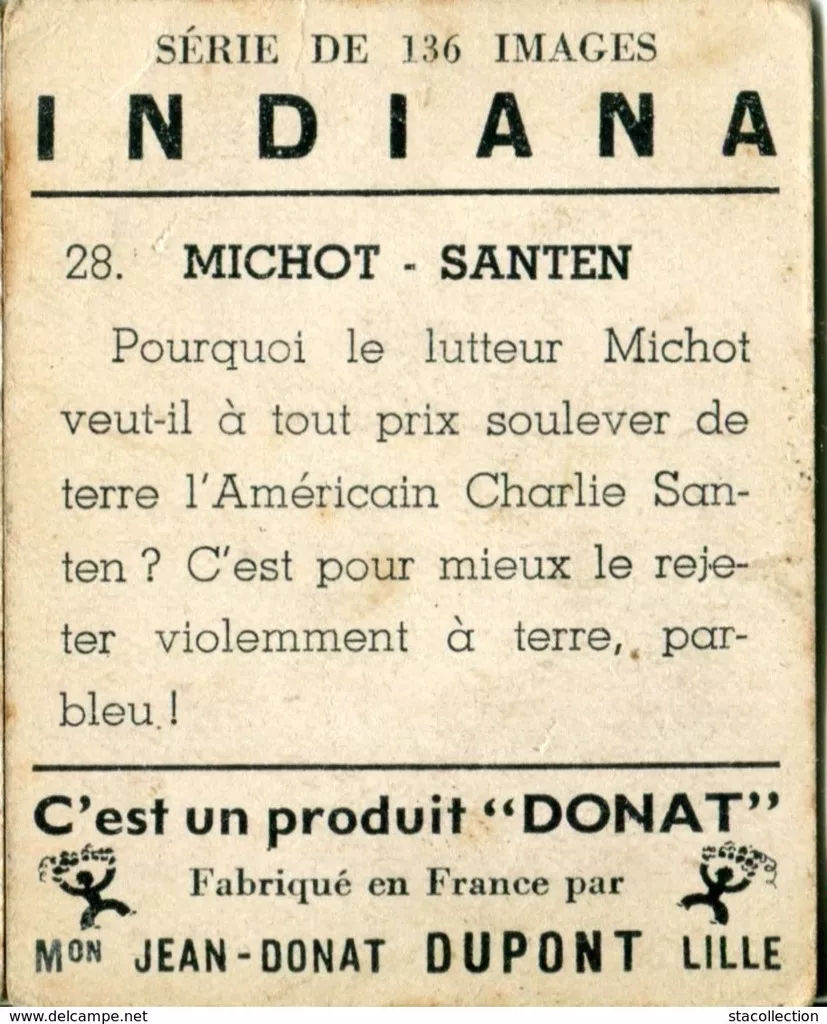 SÉRIE DE 136 IMAGES
INDIANA
28. MICHOT - SANTEN
Pourquoi le lutteur Michot
veut-il à tout prix soulever de
terre l'Américain Charlie San-
ten ? C'est pour mieux le reje-
ter violemment à terre, par-
bleu !
C'est un produit "DONAT"
Fabriqué en France par
Mon JEAN-DONAT DUPONT LILLE
delcampe.net
stacollection